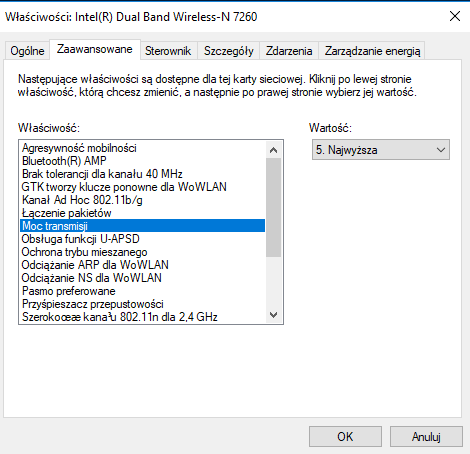 Właściwości: Intel(R) Dual Band Wireless-N 7260
Ogólne Zaawansowane Sterownik Szczegóły Zdarzenia Zarządzanie energią
Następujące właściwości są dostępne dla tej karty sieciowej. Kliknij po lewej stronie
właściwość, którą chcesz zmienić, a następnie po prawej stronie wybierz jej wartość.
Właściwość: Wartość:
Agresywność mobilności
Bluetooth(R) AMP
Brak tolerancji dla kanału 40 MHz
GTK tworzy klucze ponowne dla WoWLAN
Kanał Ad Hoc 802.11b/g
Łączenie pakietów
Moc transmisji
Obsługa funkcji U-APSD
Ochrona trybu mieszanego
Odciążanie ARP dla WoWLAN
Odciążanie NS dla WoWLAN
Pasmo preferowane
Przyśpieszacz przepustowości
Szerokoœæ kana³u 802.11n dla 2,4 GHz
5. Najwyższa
OK Anuluj